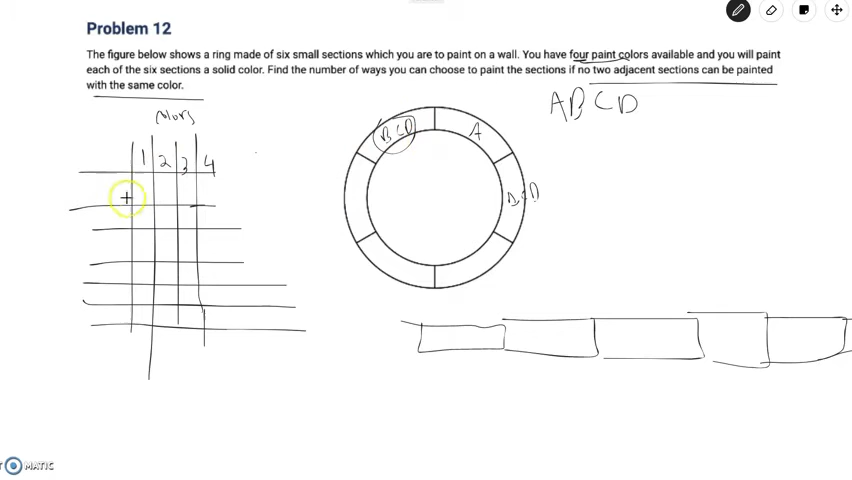 Problem 12
The figure below shows a ring made of six small sections which you are to paint on a wall. You have four paint colors available and you will paint
each of the six sections a solid color. Find the number of ways you can choose to paint the sections if no two adjacent sections can be painted
with the same color.
A B C D
colors
B C D
A
1 2 3 4
B C D
MATIC